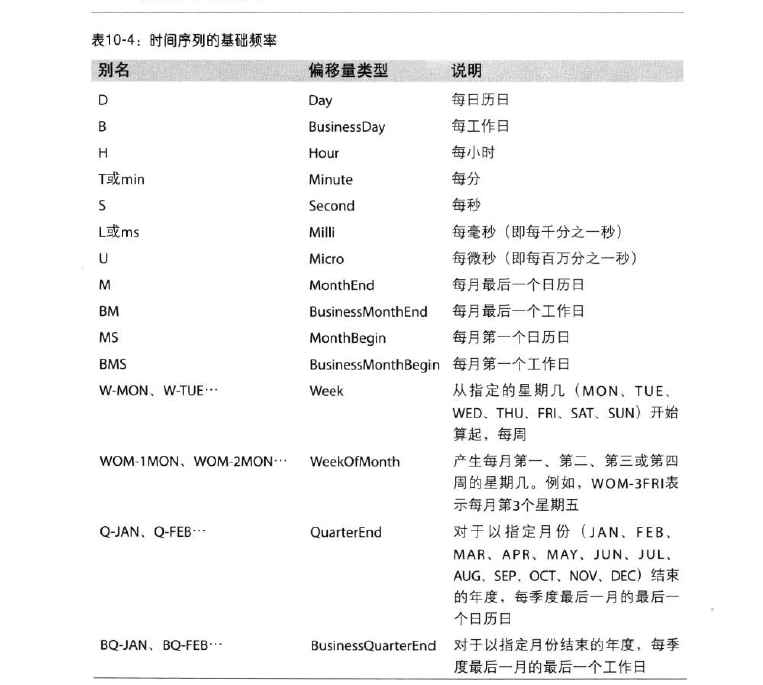 表10-4：时间序列的基础频率
别名 偏移量类型 说明
D Day 每日历日
B BusinessDay 每工作日
H Hour 每小时
T或min Minute 每分
S Second 每秒
L或ms Milli 每毫秒（即每千分之一秒）
U Micro 每微秒（即每百万分之一秒）
M MonthEnd 每月最后一个日历日
BM BusinessMonthEnd 每月最后一个工作日
MS MonthBegin 每月第一个日历日
BMS BusinessMonthBegin 每月第一个工作日
W-MON、W-TUE… Week 从指定的星期几（MON、TUE、
WED、THU、FRI、SAT、SUN）开始
算起，每周
WOM-1MON、WOM-2MON… WeekOfMonth 产生每月第一、第二、第三或第四
周的星期几。例如，WOM-3FRI表
示每月第3个星期五
Q-JAN、Q-FEB… QuarterEnd 对于以指定月份（JAN、FEB、
MAR、APR、MAY、JUN、JUL、
AUG、SEP、OCT、NOV、DEC）结束
的年度，每季度最后一月的最后一
个日历日
BQ-JAN、BQ-FEB… BusinessQuarterEnd 对于以指定月份结束的年度，每季
度最后一月的最后一个工作日